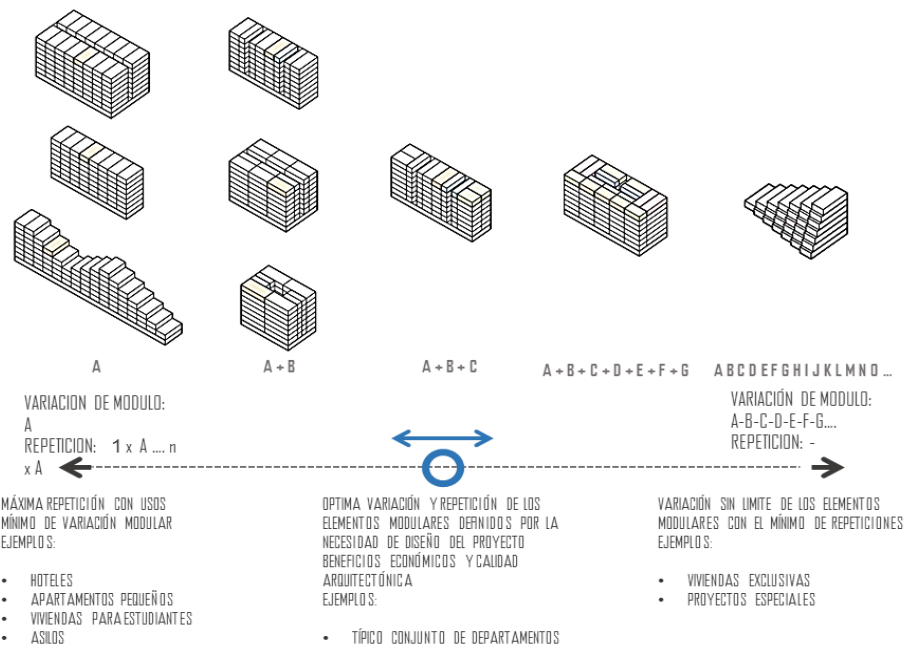 A
A + B
A + B + C
A + B + C + D + E + F + G
A B C D E F G H I J K L M N O ...
VARIACION DE MODULO:
A
REPETICION: 1 x A .... n
x A
VARIACIÓN DE MODULO:
A-B-C-D-E-F-G....
REPETICION: -
MÁXIMA REPETICIÓN CON USOS
MÍNIMO DE VARIACIÓN MODULAR
EJEMPLOS:
• HOTELES
• APARTAMENTOS PEQUEÑOS
• VIVIENDAS PARA ESTUDIANTES
• ASILOS
OPTIMA VARIACIÓN Y REPETICIÓN DE LOS
ELEMENTOS MODULARES DEFINIDOS POR LA
NECESIDAD DE DISEÑO DEL PROYECTO
BENEFICIOS ECONÓMICOS Y CALIDAD
ARQUITECTÓNICA
EJEMPLOS:
• TÍPICO CONJUNTO DE DEPARTAMENTOS
VARIACIÓN SIN LIMITE DE LOS ELEMENTOS
MODULARES CON EL MÍNIMO DE REPETICIONES
EJEMPLOS:
• VIVIENDAS EXCLUSIVAS
• PROYECTOS ESPECIALES